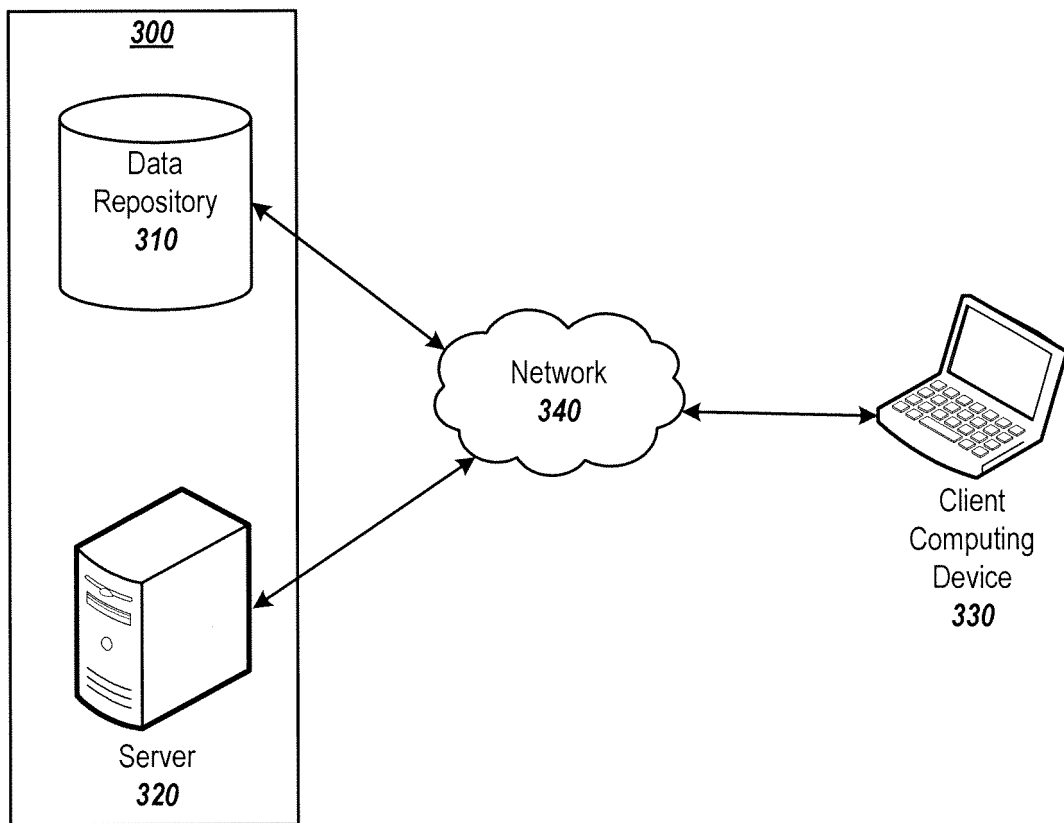 300
Data
Repository
310
Network
340
Client
Computing
Device
330
Server
320